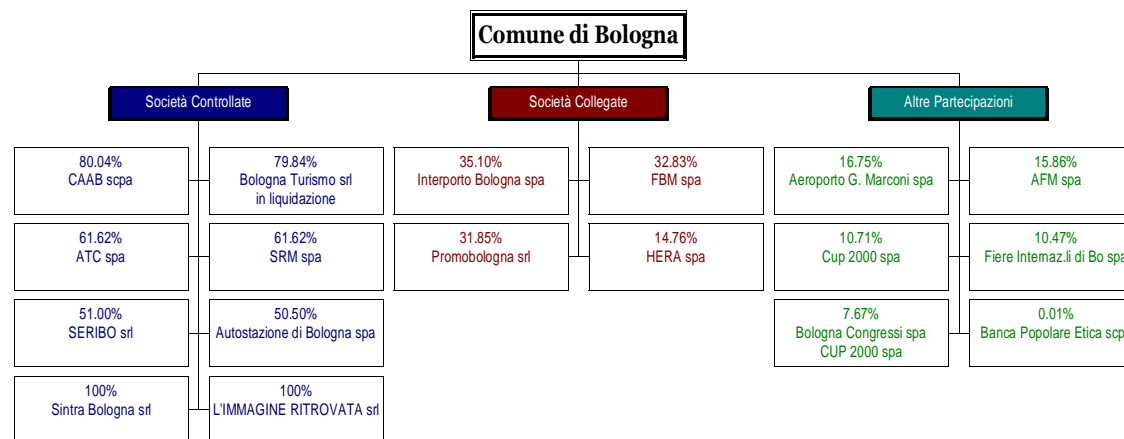 Comune di Bologna
Società Controllate
Società Collegate
Altre Partecipazioni
80.04%
CAAB scpa
79.84%
Bologna Turismo srl
in liquidazione
35.10%
Interporto Bologna spa
32.83%
FBM spa
16.75%
Aeroporto G. Marconi spa
15.86%
AFM spa
61.62%
ATC spa
61.62%
SRM spa
31.85%
Promobologna srl
14.76%
HERA spa
10.71%
Cup 2000 spa
10.47%
Fiere Internaz.li di Bo spa
51.00%
SERIBO srl
50.50%
Autostazione di Bologna spa
7.67%
Bologna Congressi spa
CUP 2000 spa
0.01%
Banca Popolare Etica scp
100%
Sintra Bologna srl
100%
L'IMMAGINE RITROVATA srl